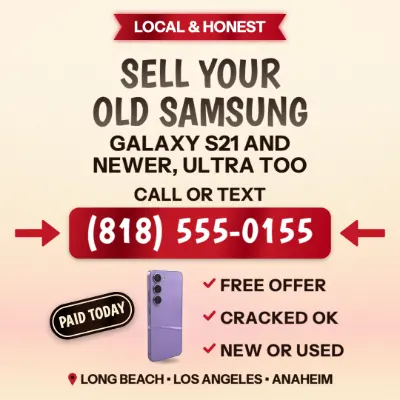 LOCAL & HONEST
SELL YOUR
OLD SAMSUNG
GALAXY S21 AND
NEWER, ULTRA TOO
CALL OR TEXT
(818) 555-0155
PAID TODAY
FREE OFFER
CRACKED OK
NEW OR USED
LONG BEACH • LOS ANGELES • ANAHEIM